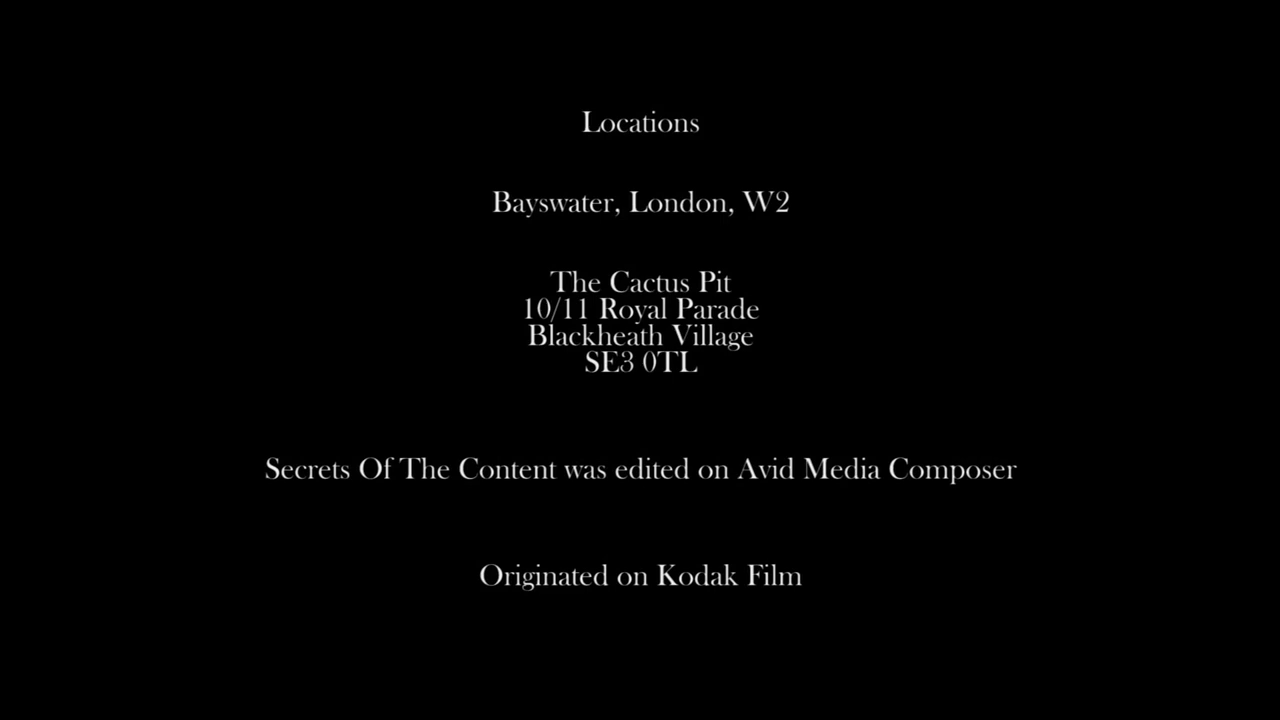 Locations
Bayswater, London, W2
The Cactus Pit
10/11 Royal Parade
Blackheath Village
SE3 0TL
Secrets Of The Content was edited on Avid Media Composer
Originated on Kodak Film